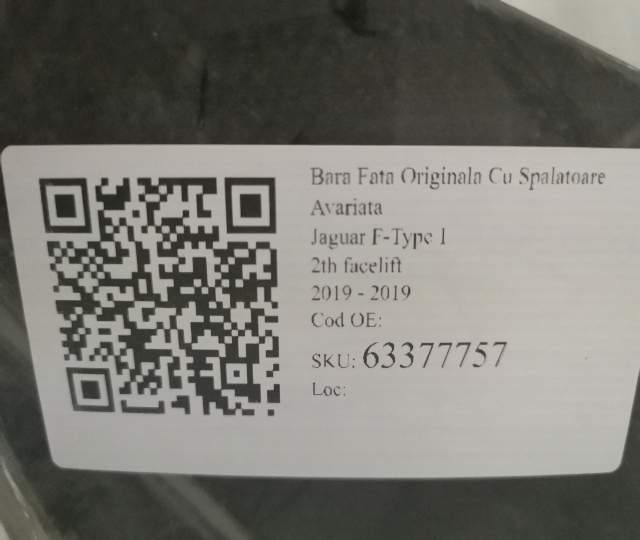 Bara Fata Originala Cu Spalatoare
Avariata
Jaguar F-Type 1
2th facelift
2019 - 2019
Cod OE:
SKU: 63377757
Loc: